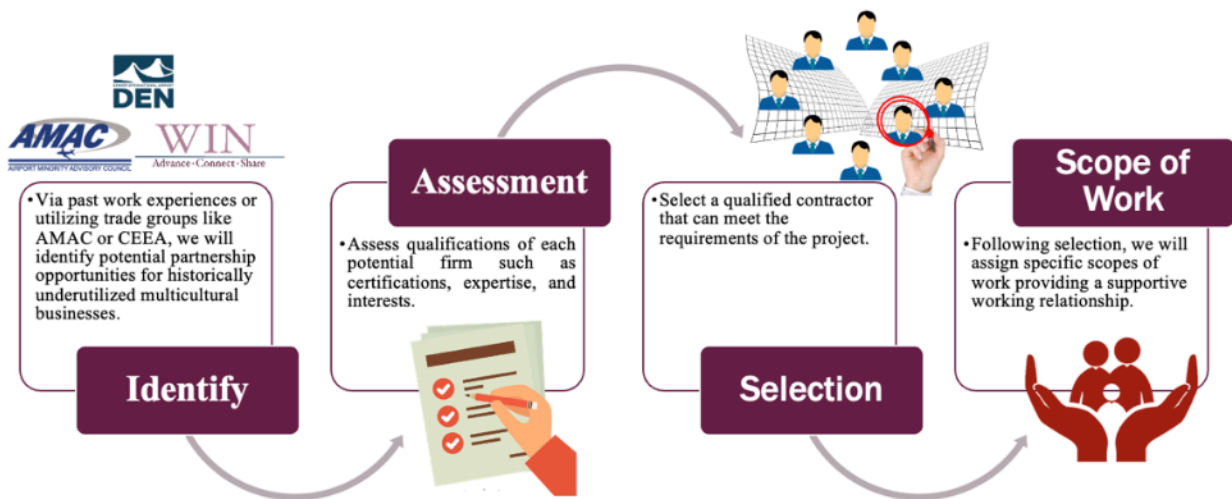 DEN
AMAC
AIRPORT MINORITY ADVISORY COUNCIL
WIN
Advance·Connect·Share
•Via past work experiences or
utilizing trade groups like
AMAC or CEEA, we will
identify potential partnership
opportunities for historically
underutilized multicultural
businesses.
Identify
Assessment
•Assess qualifications of each
potential firm such as
certifications, expertise, and
interests.
•Select a qualified contractor
that can meet the
requirements of the project.
Selection
Scope of
Work
•Following selection, we will
assign specific scopes of
work providing a supportive
working relationship.